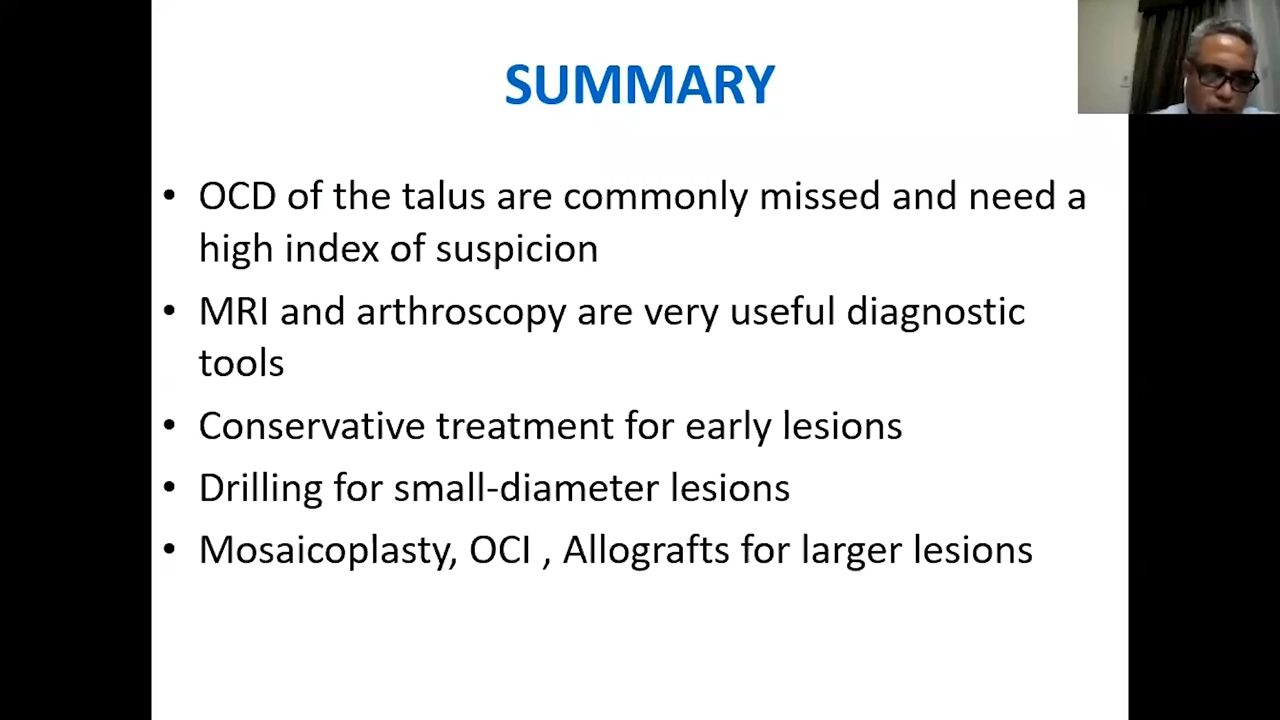 SUMMARY
• OCD of the talus are commonly missed and need a
high index of suspicion
• MRI and arthroscopy are very useful diagnostic
tools
• Conservative treatment for early lesions
• Drilling for small-diameter lesions
• Mosaicoplasty, OCI , Allografts for larger lesions